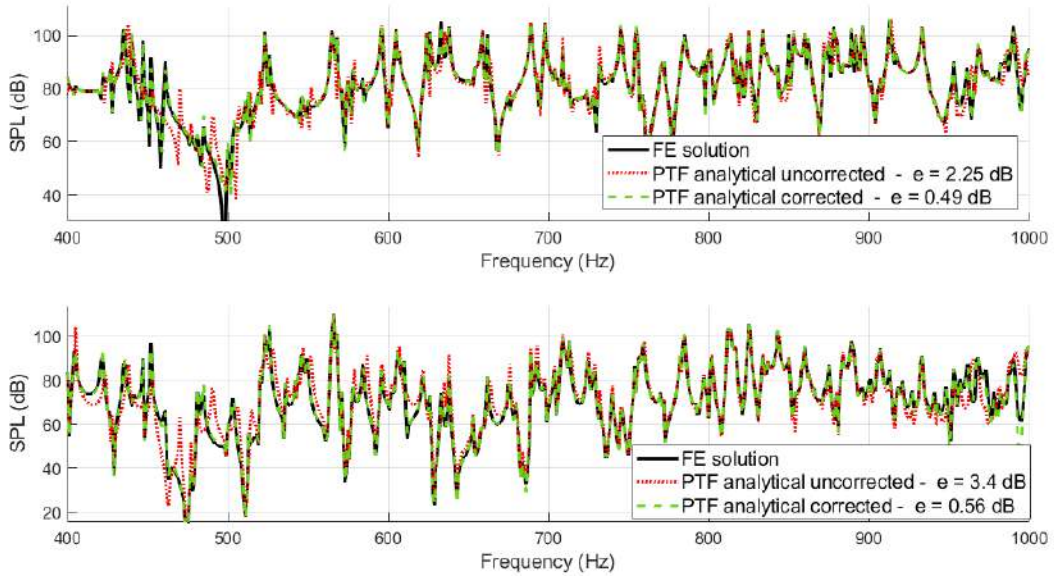 100
80
60
40
SPL (dB)
FE solution
PTF analytical uncorrected - e = 2.25 dB
PTF analytical corrected - e = 0.49 dB
400 500 600 700 800 900 1000
Frequency (Hz)
100
80
60
40
20
SPL (dB)
FE solution
PTF analytical uncorrected - e = 3.4 dB
PTF analytical corrected - e = 0.56 dB
400 500 600 700 800 900 1000
Frequency (Hz)